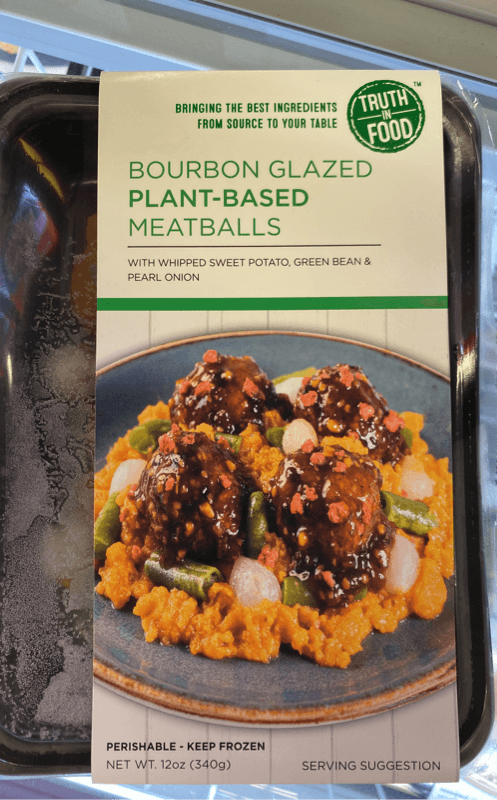 BRINGING THE BEST INGREDIENTS
FROM SOURCE TO YOUR TABLE
TRUTH
IN
FOOD
TM
BOURBON GLAZED
PLANT-BASED
MEATBALLS
WITH WHIPPED SWEET POTATO, GREEN BEAN &
PEARL ONION
PERISHABLE - KEEP FROZEN
NET WT. 12oz (340g)
SERVING SUGGESTION